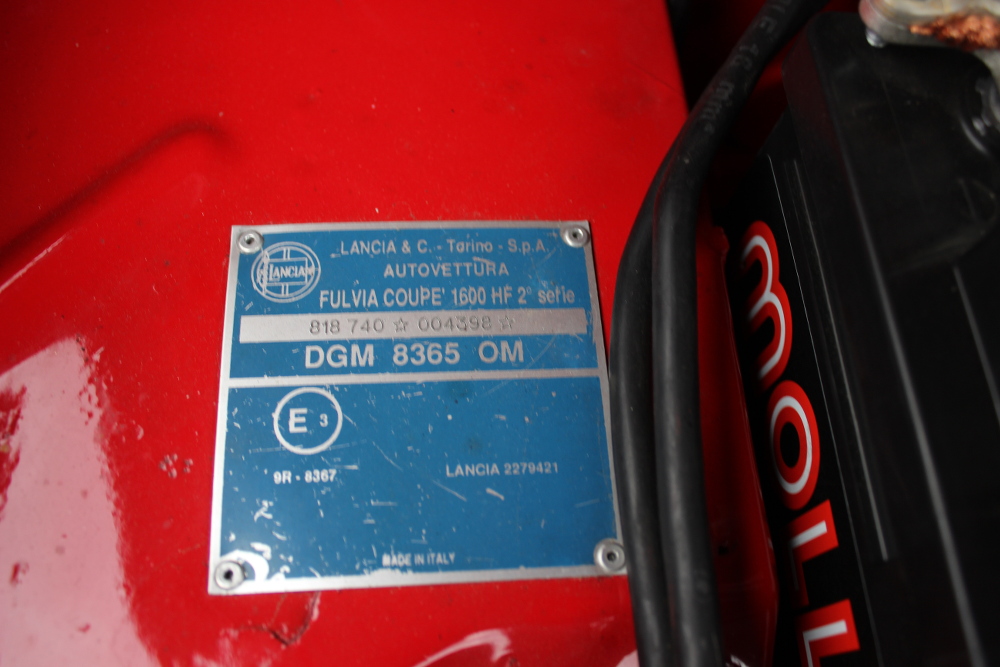 LANCIA & C. - Torino - S.p.A.
LANCIA
AUTOVETTURA
FULVIA COUPE' 1600 HF 2° serie
818 740 ☆ 004398 ☆
DGM 8365 OM
E 3
9R - 8367
LANCIA 2279421
MADE IN ITALY
MOLL